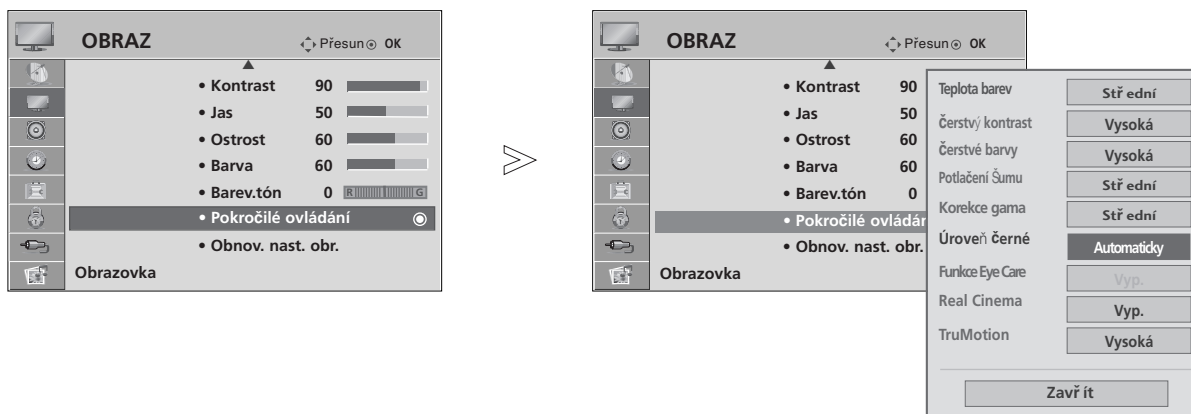 OBRAZ
Přesun OK
• Kontrast 90
• Jas 50
• Ostrost 60
• Barva 60
• Barev.tón 0 R G
• Pokročilé ovládání
• Obnov. nast. obr.
Obrazovka
OBRAZ
Přesun OK
• Kontrast 90
• Jas 50
• Ostrost 60
• Barva 60
• Barev.tón 0
• Pokročilé ovládán
• Obnov. nast. obr.
Obrazovka
Teplota barev Stř ední
Čerstvý kontrast Vysoká
Čerstvé barvy Vysoká
Potlačení Šumu Stř ední
Korekce gama Stř ední
Úroveň černé Automaticky
Funkce Eye Care Vyp.
Real Cinema Vyp.
TruMotion Vysoká
Zavř ít